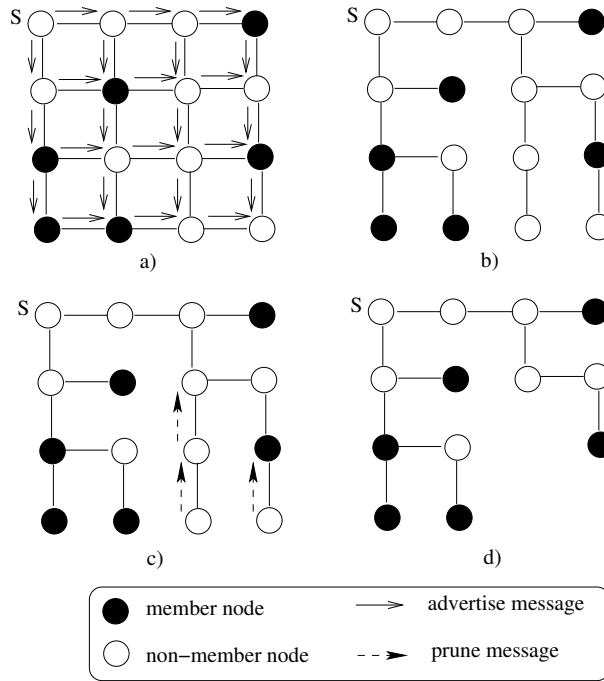 S
a)
S
b)
S
c)
S
d)
member node
advertise message
non-member node
prune message